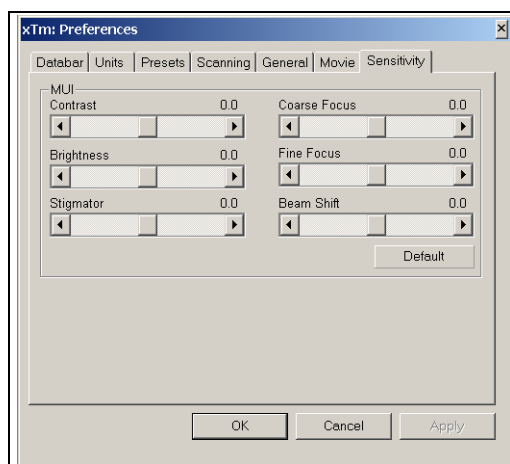 xTm: Preferences
Databar Units Presets Scanning General Movie Sensitivity
MUI
Contrast 0.0 Coarse Focus 0.0
Brightness 0.0 Fine Focus 0.0
Stigmator 0.0 Beam Shift 0.0
Default
OK Cancel Apply